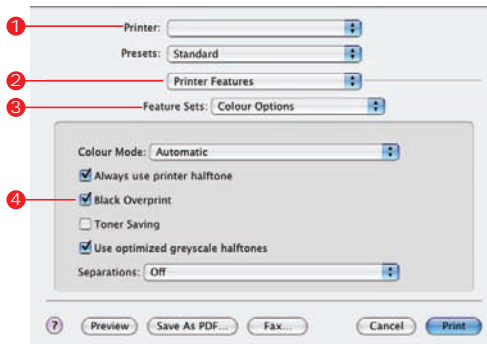 1 Printer:
Presets: Standard
2 Printer Features
3 Feature Sets: Colour Options
Colour Mode: Automatic
Always use printer halftone
4 Black Overprint
Toner Saving
Use optimized greyscale halftones
Separations: Off
? Preview Save As PDF... Fax... Cancel Print